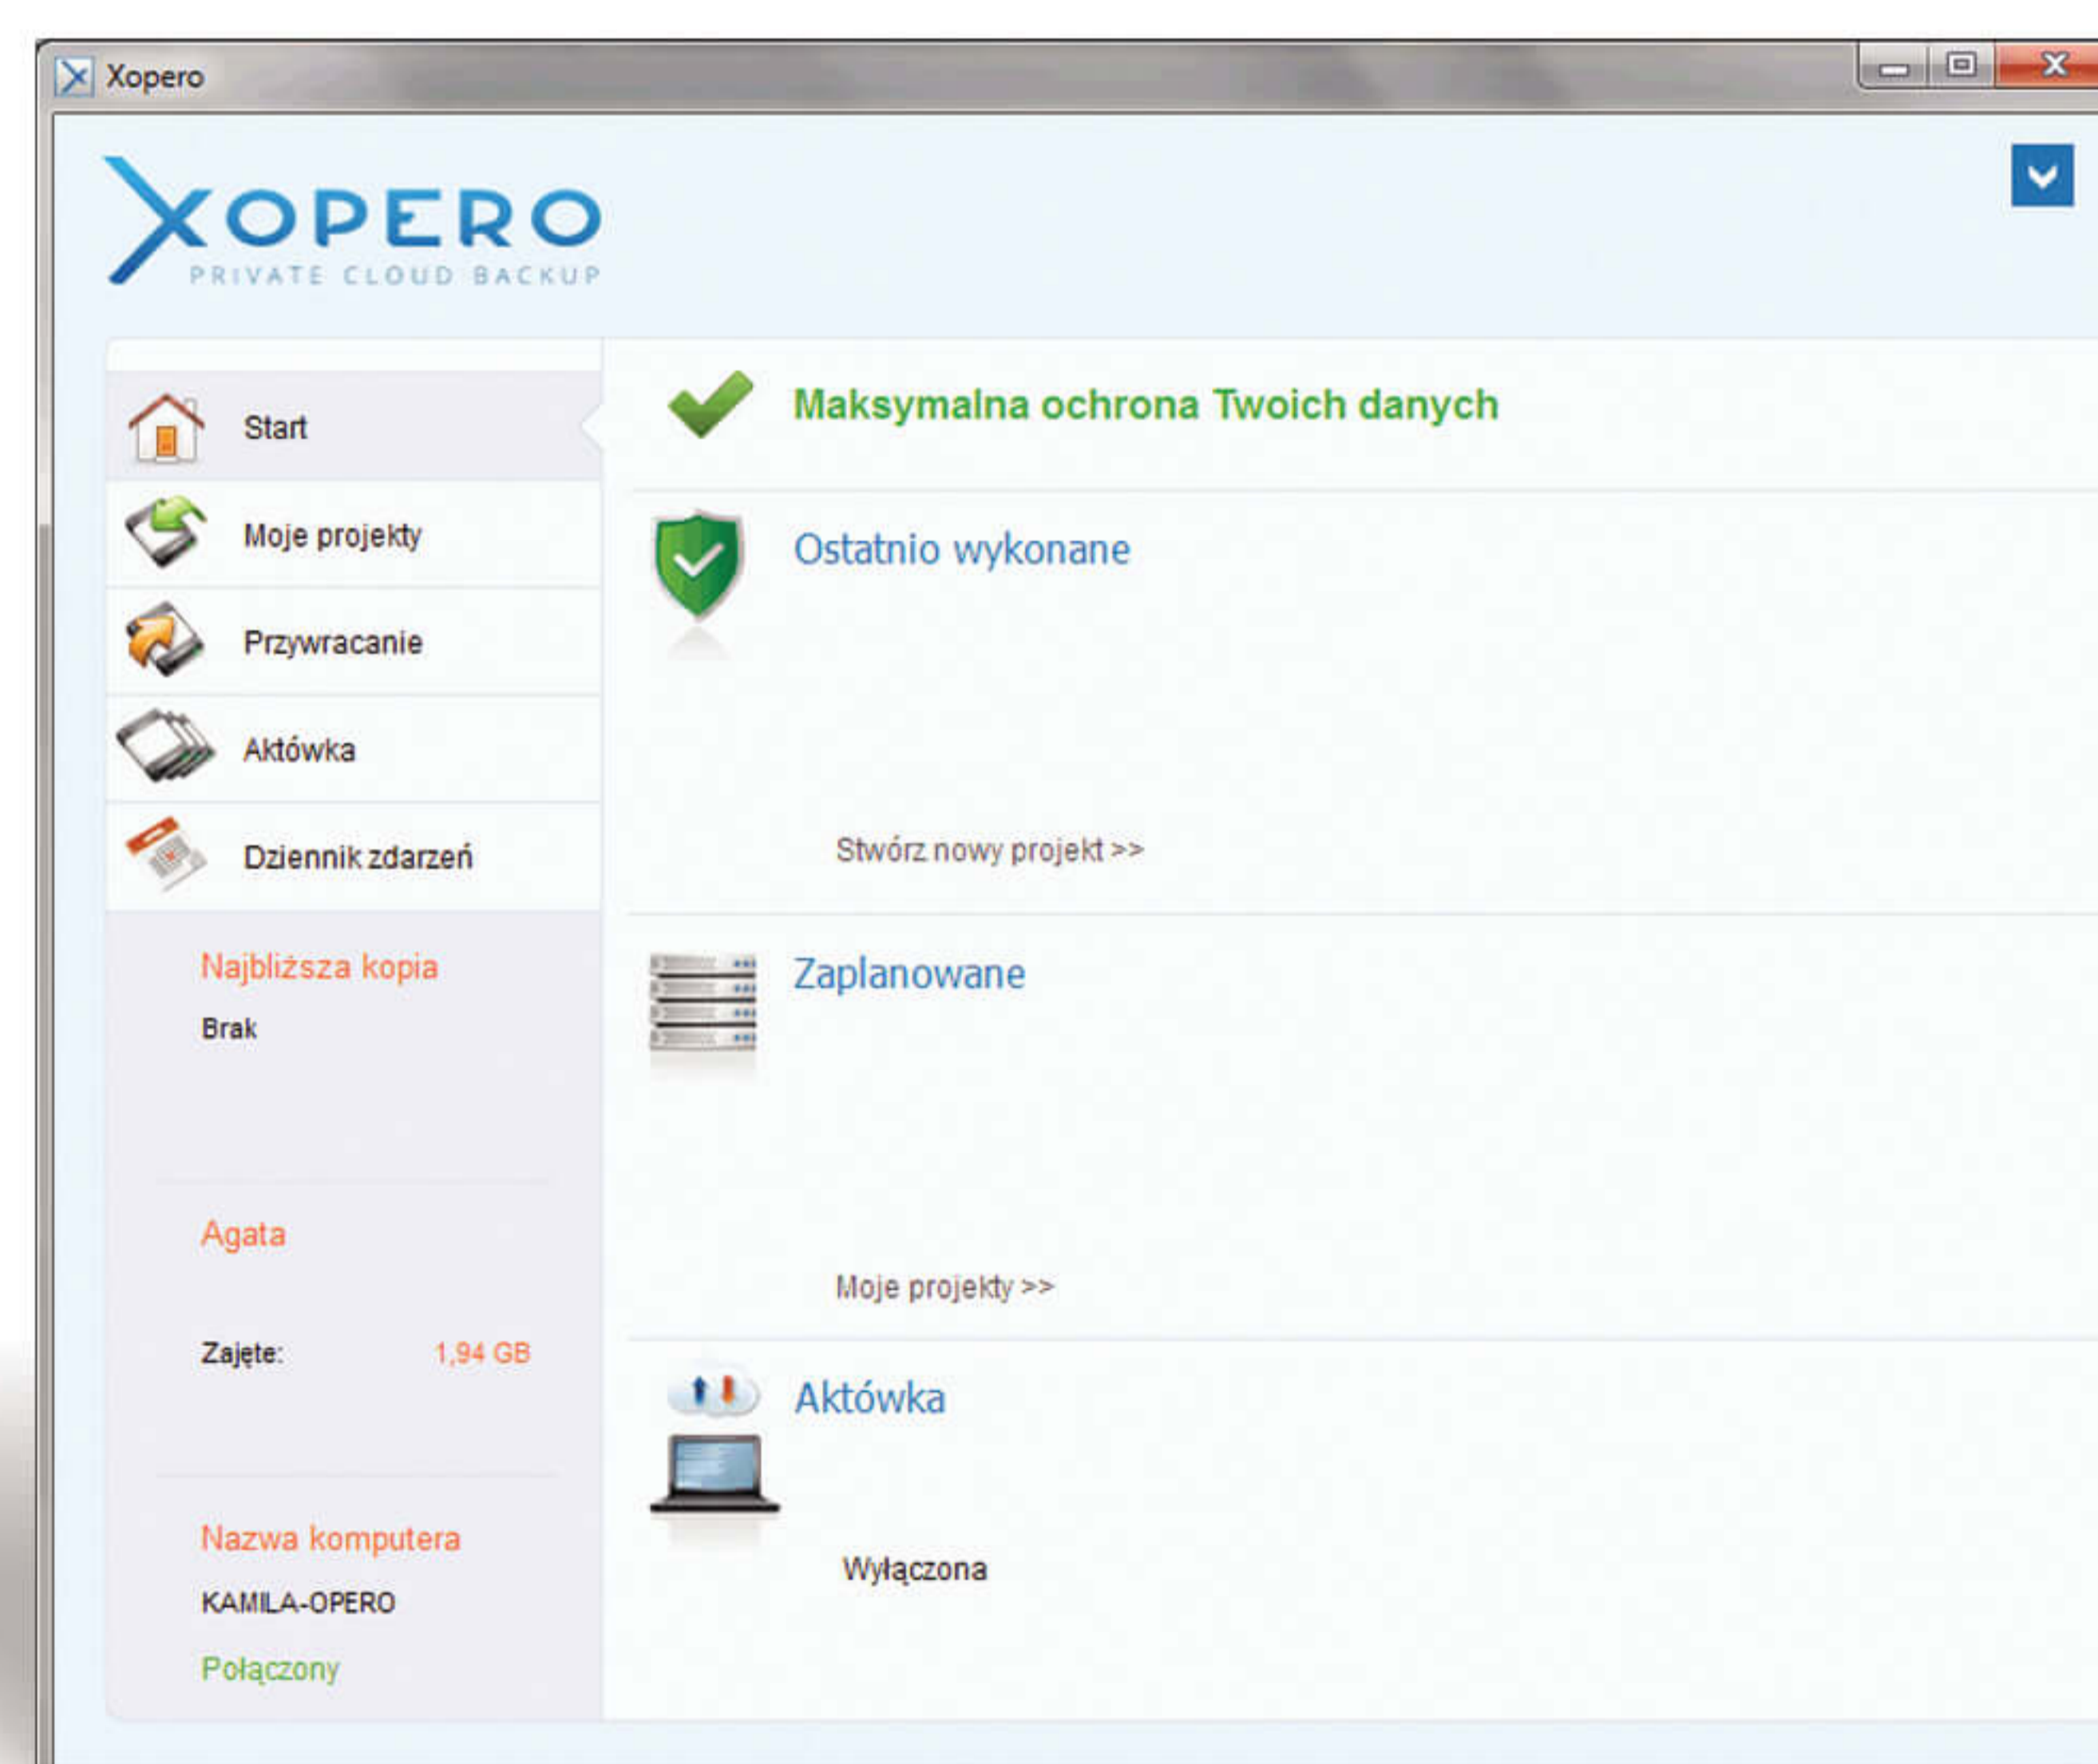 Xopero
XOPERO
PRIVATE CLOUD BACKUP
Start
Moje projekty
Przywracanie
Aktówka
Dziennik zdarzeń
Najbliższa kopia
Brak
Agata
Zajęte: 1,94 GB
Nazwa komputera
KAMILA-OPERO
Połączony
Maksymalna ochrona Twoich danych
Ostatnio wykonane
Stwórz nowy projekt >>
Zaplanowane
Moje projekty >>
Aktówka
Wyłączona